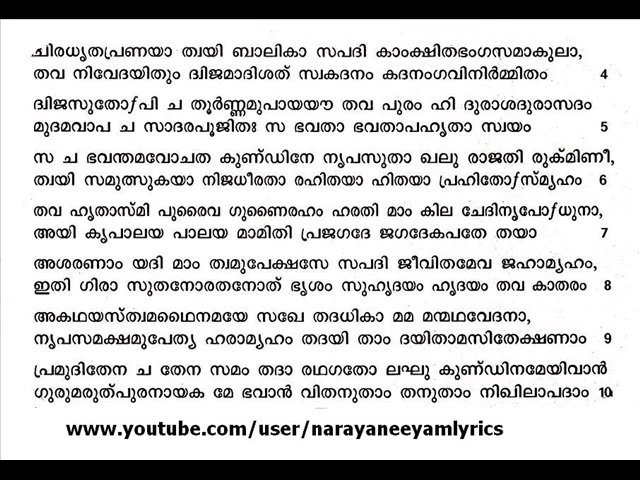 ചിരധൃതപ്രണയാ ത്വയി ബാലികാ സപദി കാംക്ഷിതഭംഗസമാകുലാ,
തവ നിവേദയിതും ദ്വിജമാദിശത് സ്വകദനം കദനംഗവിനിർമ്മിതം 4
ദ്വിജസുതോƒപി ച തൂർണ്ണമുപായയൗ തവ പുരം ഹി ദുരാശദുരാസദം
മുദമവാപ ച സാദരപൂജിതഃ സ ഭവതാ ഭവതാപഹൃതാ സ്വയം 5
സ ച ഭവന്തമവോചത കുണ്ഡിനേ നൃപസുതാ ഖലു രാജതി രുക്മിണീ,
ത്വയി സമുത്സുകയാ നിജധീരതാ രഹിതയാ ഹിതയാ പ്രഹിതോƒസ്മ്യഹം 6
തവ ഹൃതാസ്മി പുരൈവ ഗുണൈരഹം ഹരതി മാം കില ചേദിനൃപോƒധുനാ,
അയി കൃപാലയ പാലയ മാമിതി പ്രജഗദേ ജഗദേകപതേ തയാ 7
അശരണാം യദി മാം ത്വമുപേക്ഷസേ സപദി ജീവിതമേവ ജഹാമ്യഹം,
ഇതി ഗിരാ സുതനോരതനോത് ഭൃശം സുഹൃദയം ഹൃദയം തവ കാതരം 8
അകഥയസ്ത്വമഥൈനമയേ സഖേ തദധികാ മമ മന്മഥവേദനാ,
നൃപസമക്ഷമുപേത്യ ഹരാമ്യഹം തദയി താം ദയിതാമസിതേക്ഷണാം 9
പ്രമുദിതേന ച തേന സമം തദാ രഥഗതോ ലഘു കുണ്ഡിനമേയിവാൻ
ഗുരുമരുത്പുരനായക മേ ഭവാൻ വിതനുതാം തനുതാം നിഖിലാപദാം 10
www.youtube.com/user/narayaneeyamlyrics